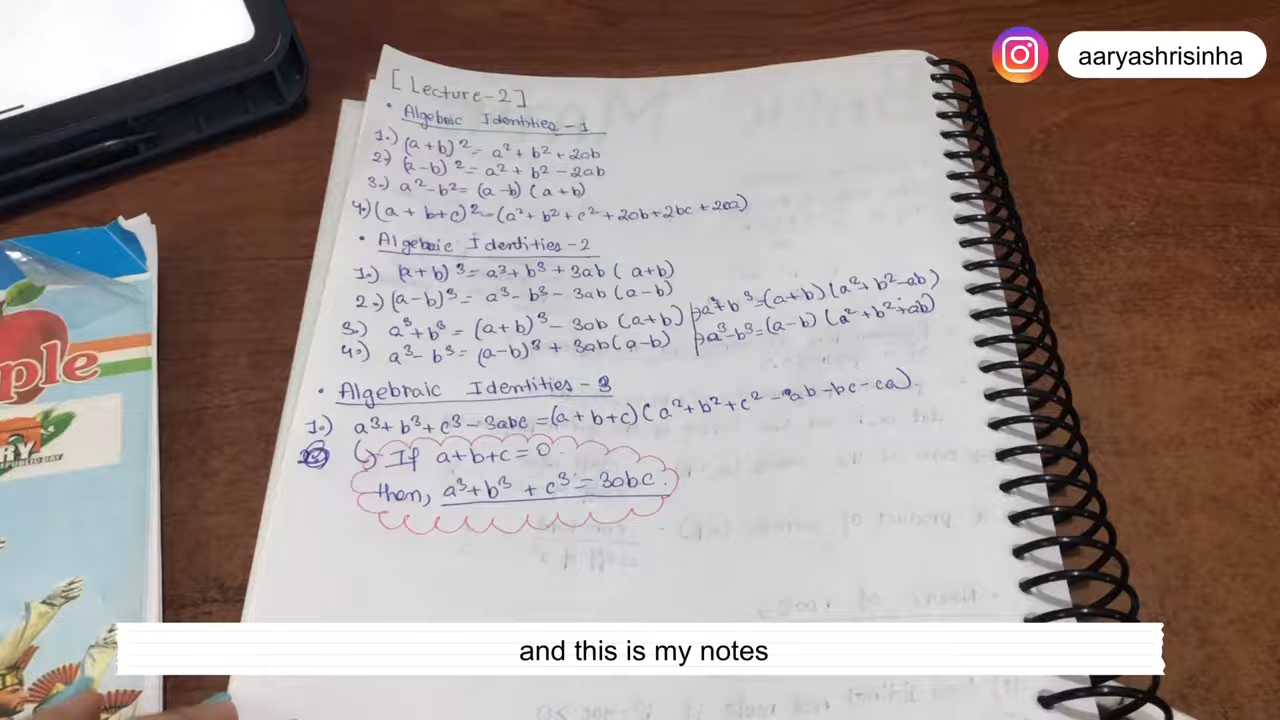 aaryashrisinha
[Lecture-2]
• Algebraic Identities-1
1.) (a+b)² = a² + b² + 2ab
2.) (a-b)² = a² + b² - 2ab
3.) a²-b² = (a-b) (a+b)
4.) (a+b+c)² = (a²+b²+c²+2ab+2bc+2ca)
• Algebraic Identities-2
1.) (a+b)³ = a³+b³+3ab(a+b)
2.) (a-b)³ = a³-b³-3ab(a-b)
3.) a³+b³ = (a+b)³-3ab(a+b) → a³+b³ = (a+b)(a²+b²-ab)
4.) a³-b³ = (a-b)³+3ab(a-b) → a³-b³ = (a-b)(a²+b²+ab)
• Algebraic Identities-3
1.) a³+b³+c³-3abc = (a+b+c)(a²+b²+c²-ab-bc-ca)
↳ If a+b+c=0
then, a³+b³+c³=3abc.
ple
RY
and this is my notes